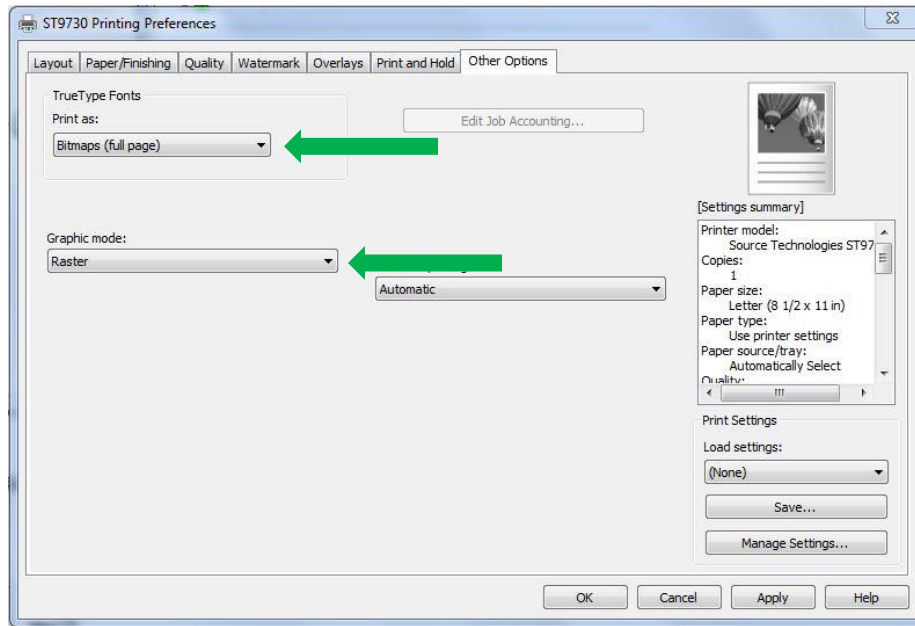 ST9730 Printing Preferences
Layout Paper/Finishing Quality Watermark Overlays Print and Hold Other Options
TrueType Fonts
Print as:
Bitmaps (full page)
Edit Job Accounting...
Graphic mode:
Raster
Automatic
[Settings summary]
Printer model:
Source Technologies ST97
Copies:
1
Paper size:
Letter (8 1/2 x 11 in)
Paper type:
Use printer settings
Paper source/tray:
Automatically Select
Quality:
Print Settings
Load settings:
(None)
Save...
Manage Settings...
OK Cancel Apply Help